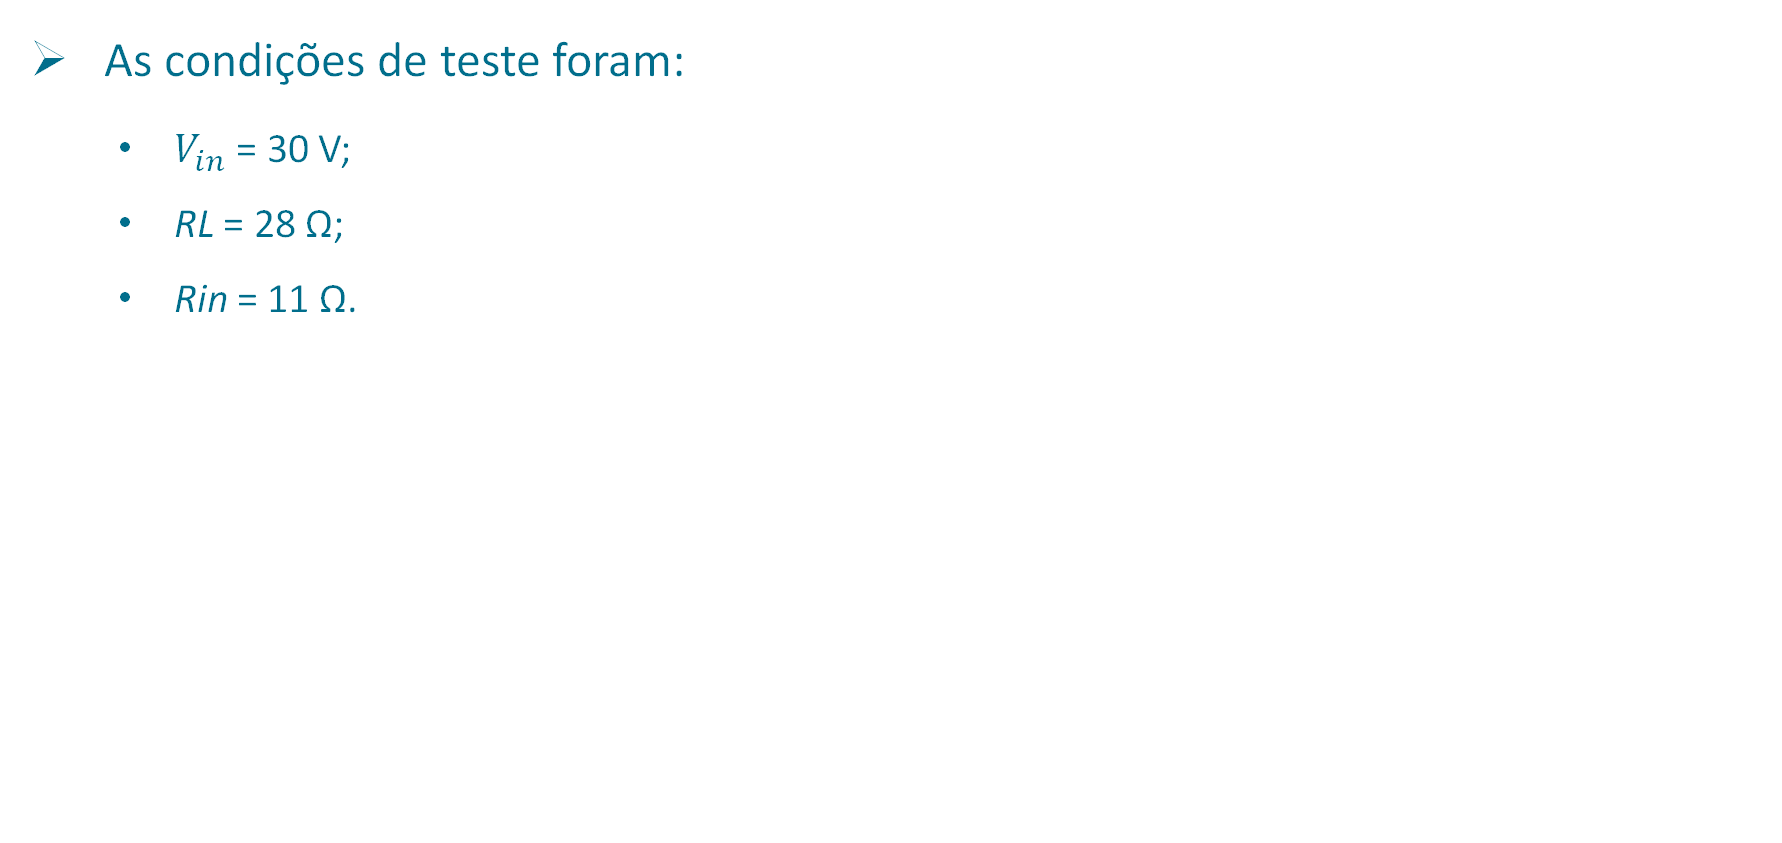 ➢ As condições de teste foram:
• V_in = 30 V;
• RL = 28 Ω;
• Rin = 11 Ω.